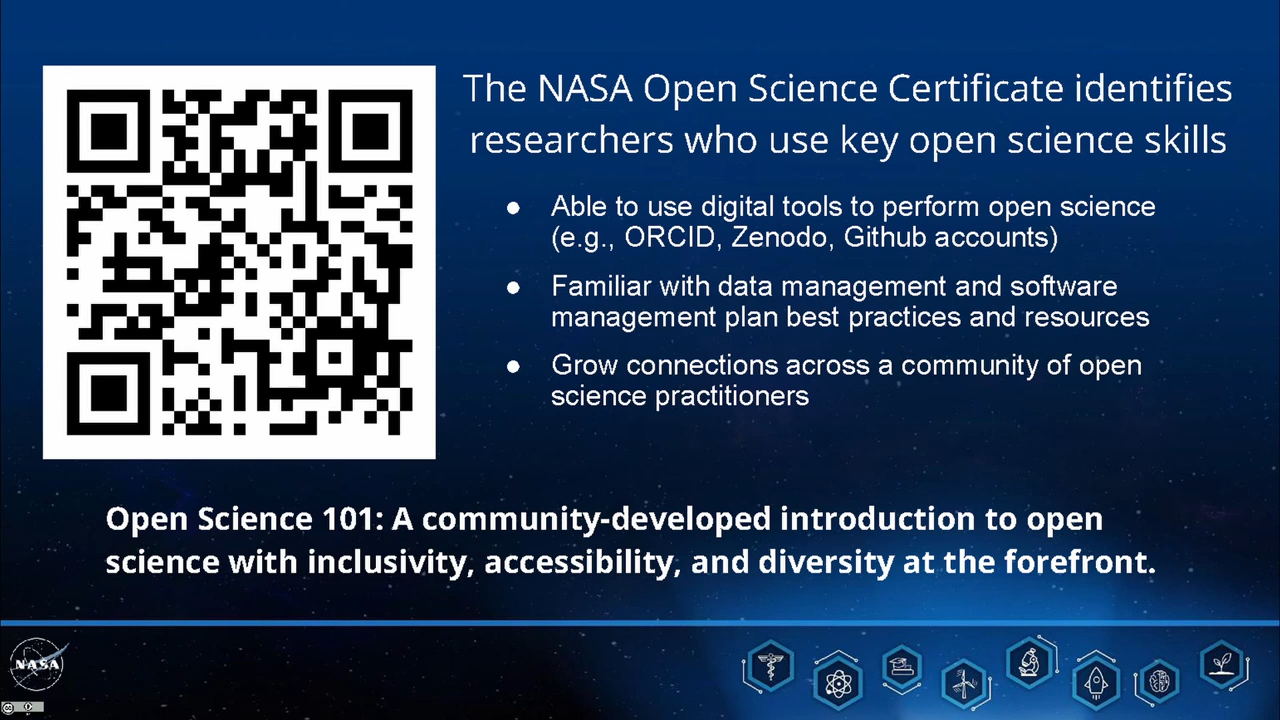 The NASA Open Science Certificate identifies
researchers who use key open science skills
● Able to use digital tools to perform open science
(e.g., ORCID, Zenodo, Github accounts)
● Familiar with data management and software
management plan best practices and resources
● Grow connections across a community of open
science practitioners
Open Science 101: A community-developed introduction to open
science with inclusivity, accessibility, and diversity at the forefront.
NASA